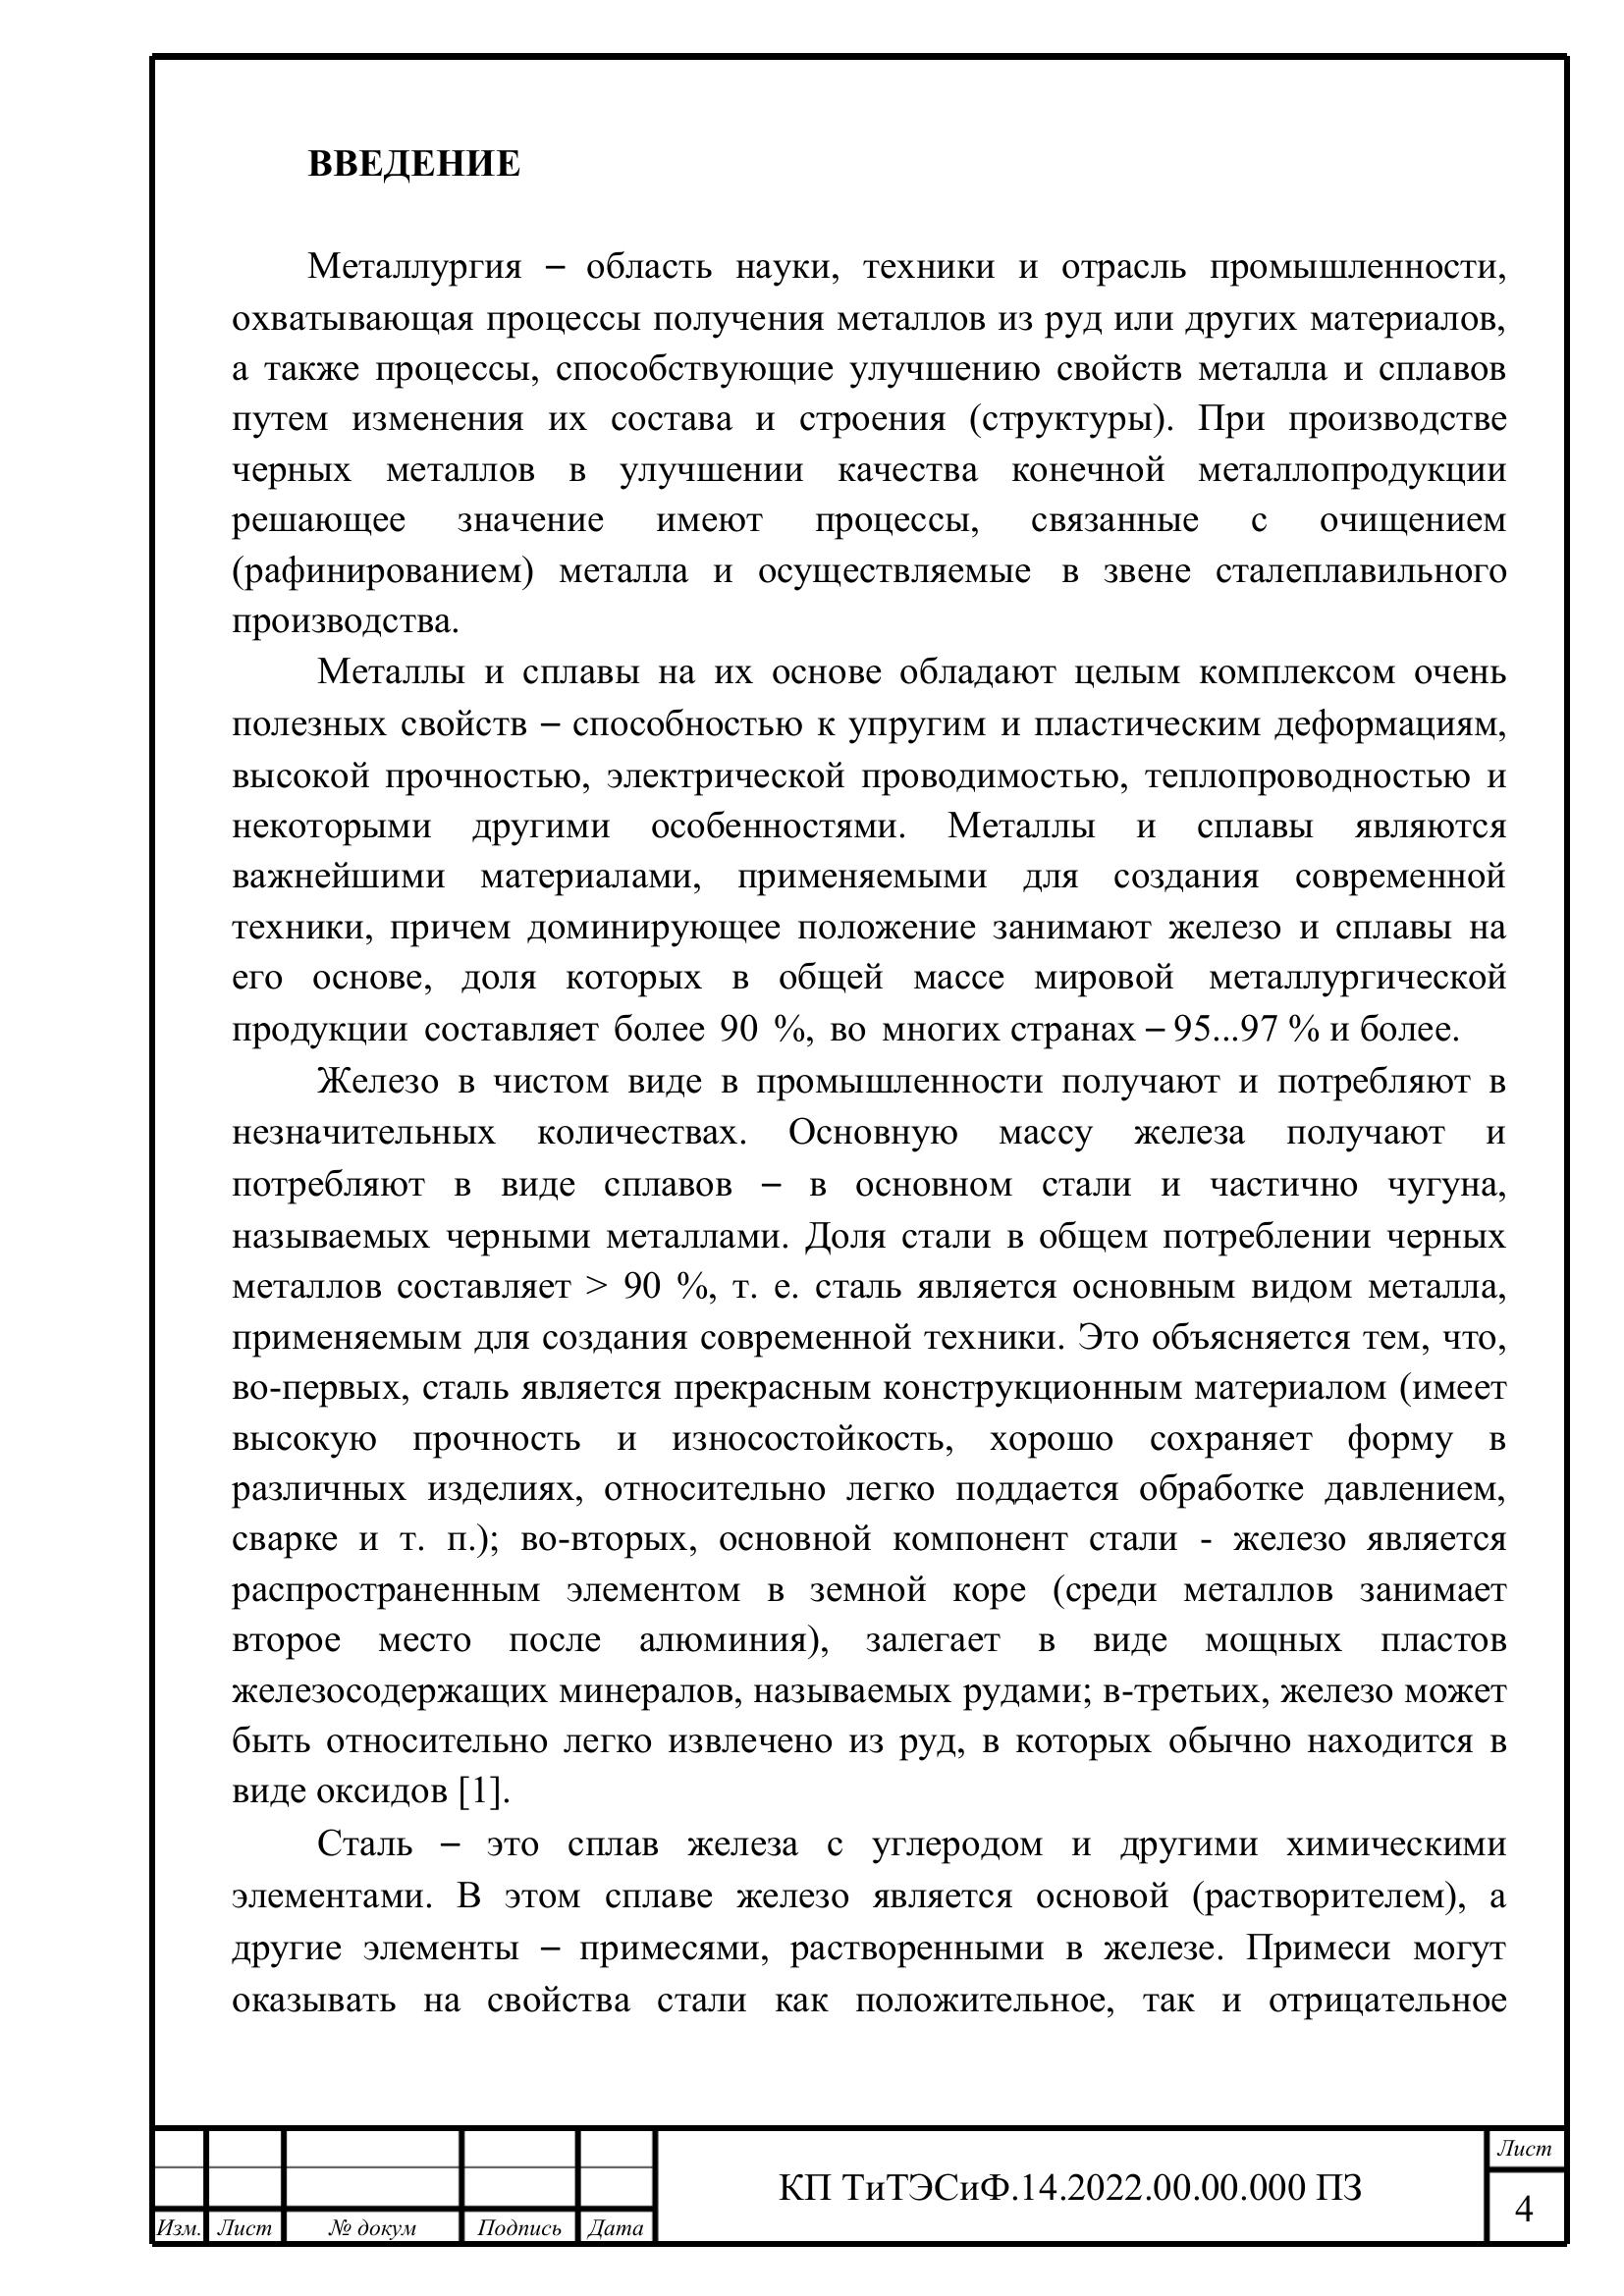 ВВЕДЕНИЕ
Металлургия – область науки, техники и отрасль промышленности,
охватывающая процессы получения металлов из руд или других материалов,
а также процессы, способствующие улучшению свойств металла и сплавов
путем изменения их состава и строения (структуры). При производстве
черных металлов в улучшении качества конечной металлопродукции
решающее значение имеют процессы, связанные с очищением
(рафинированием) металла и осуществляемые в звене сталеплавильного
производства.
Металлы и сплавы на их основе обладают целым комплексом очень
полезных свойств – способностью к упругим и пластическим деформациям,
высокой прочностью, электрической проводимостью, теплопроводностью и
некоторыми другими особенностями. Металлы и сплавы являются
важнейшими материалами, применяемыми для создания современной
техники, причем доминирующее положение занимают железо и сплавы на
его основе, доля которых в общей массе мировой металлургической
продукции составляет более 90 %, во многих странах – 95...97 % и более.
Железо в чистом виде в промышленности получают и потребляют в
незначительных количествах. Основную массу железа получают и
потребляют в виде сплавов – в основном стали и частично чугуна,
называемых черными металлами. Доля стали в общем потреблении черных
металлов составляет > 90 %, т. е. сталь является основным видом металла,
применяемым для создания современной техники. Это объясняется тем, что,
во-первых, сталь является прекрасным конструкционным материалом (имеет
высокую прочность и износостойкость, хорошо сохраняет форму в
различных изделиях, относительно легко поддается обработке давлением,
сварке и т. п.); во-вторых, основной компонент стали - железо является
распространенным элементом в земной коре (среди металлов занимает
второе место после алюминия), залегает в виде мощных пластов
железосодержащих минералов, называемых рудами; в-третьих, железо может
быть относительно легко извлечено из руд, в которых обычно находится в
виде оксидов [1].
Сталь – это сплав железа с углеродом и другими химическими
элементами. В этом сплаве железо является основой (растворителем), а
другие элементы – примесями, растворенными в железе. Примеси могут
оказывать на свойства стали как положительное, так и отрицательное
Лист
КП ТиТЭСиФ.14.2022.00.00.000 ПЗ
4
Изм. Лист № докум Подпись Дата